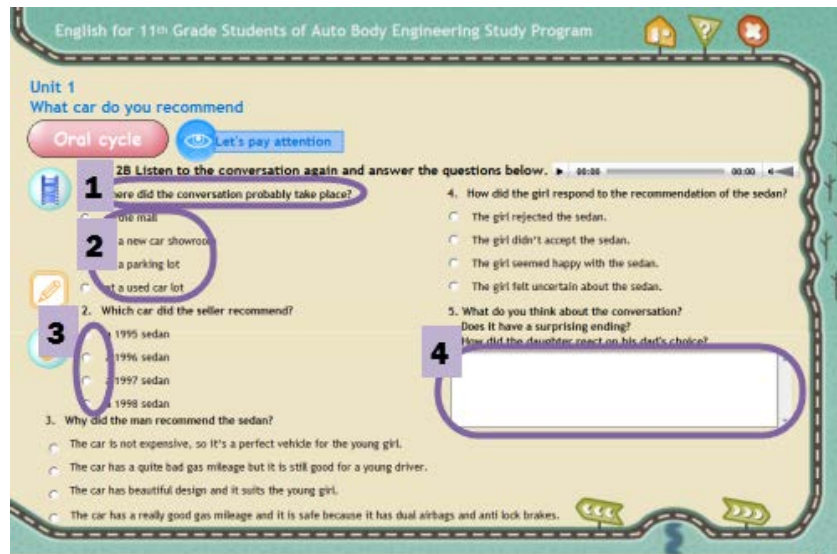 English for 11th Grade Students of Auto Body Engineering Study Program
?
Unit 1
What car do you recommend
Oral cycle
Let's pay attention
2B Listen to the conversation again and answer the questions below.
00:00
00:00
1
did the conversation probably take place?
mall
2
a new car showroom
a parking lot
a used car lot
2. Which car did the seller recommend?
3
1995 sedan
a 1996 sedan
a 1997 sedan
1998 sedan
3. Why did the man recommend the sedan?
The car is not expensive, so it's a perfect vehicle for the young girl.
The car has a quite bad gas mileage but it is still good for a young driver.
The car has beautiful design and it suits the young girl.
The car has a really good gas mileage and it is safe because it has dual airbags and anti lock brakes.
4. How did the girl respond to the recommendation of the sedan?
The girl rejected the sedan.
The girl didn't accept the sedan.
The girl seemed happy with the sedan.
The girl felt uncertain about the sedan.
5. What do you think about the conversation?
Does it have a surprising ending?
How did the daughter react on his dad's choice?
4